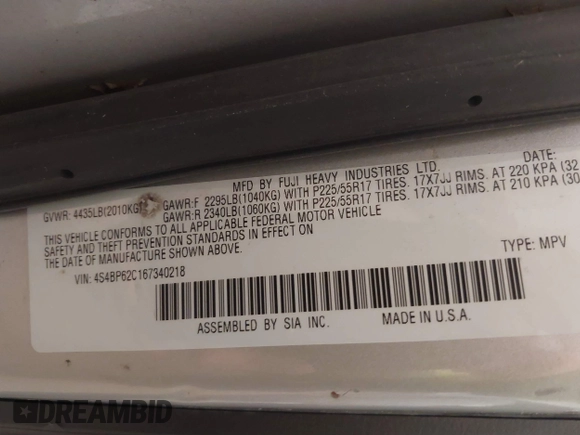 MFD BY FUJI HEAVY INDUSTRIES LTD. DATE:
GVWR: 4435LB(2010KG) GAWR:F 2295LB(1040KG) WITH P225/55R17 TIRES. 17X7JJ RIMS. AT 220 KPA (32
GAWR:R 2340LB(1060KG) WITH P225/55R17 TIRES. 17X7JJ RIMS. AT 210 KPA (30
THIS VEHICLE CONFORMS TO ALL APPLICABLE FEDERAL MOTOR VEHICLE
SAFETY AND THEFT PREVENTION STANDARDS IN EFFECT ON
THE DATE OF MANUFACTURE SHOWN ABOVE.
VIN: 4S4BP62C167340218 TYPE: MPV
ASSEMBLED BY SIA INC. MADE IN U.S.A.
DREAMBID